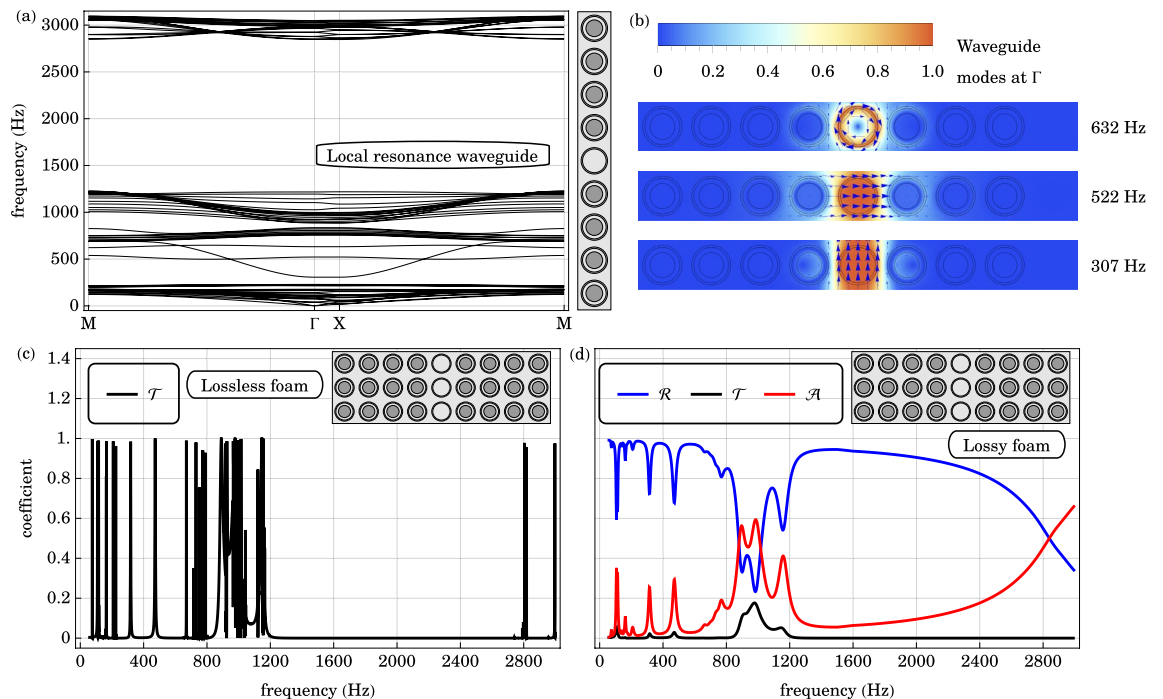 (a)
3000
2500
2000
1500
1000
500
0
frequency (Hz)
Local resonance waveguide
M
Γ
X
M
(b)
0
0.2
0.4
0.6
0.8
1.0
Waveguide
modes at Γ
632 Hz
522 Hz
307 Hz
(c)
1.4
1.2
1.0
0.8
0.6
0.4
0.2
0
coefficient
𝒯
Lossless foam
0
400
800
1200
1600
2000
2400
2800
frequency (Hz)
(d)
ℛ
𝒯
𝒜
Lossy foam
0
400
800
1200
1600
2000
2400
2800
frequency (Hz)